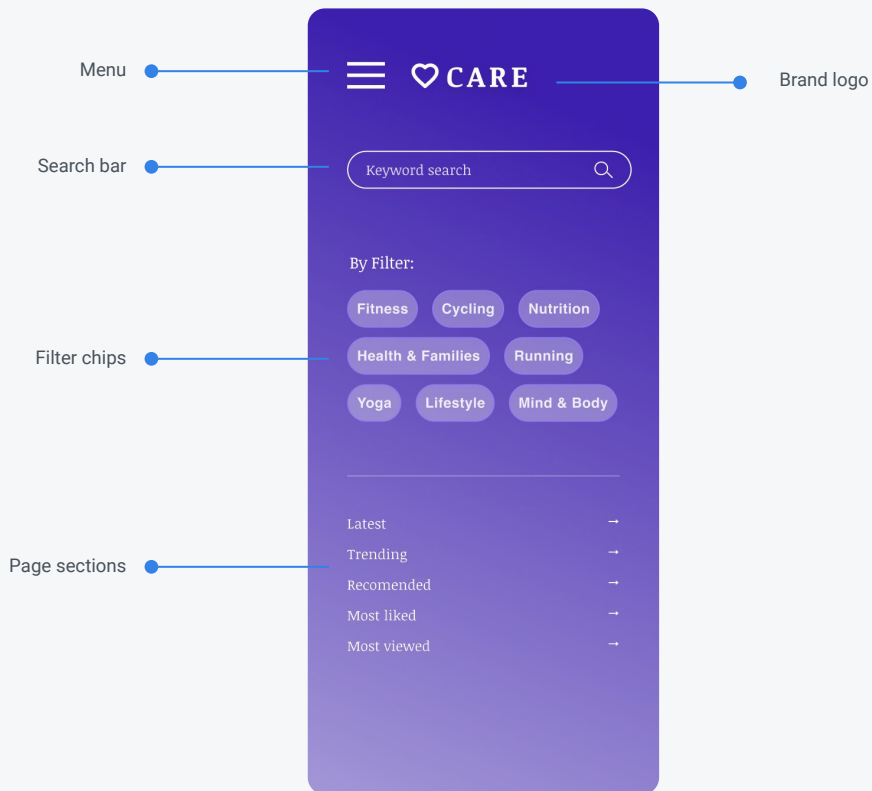 Menu
CARE
Brand logo
Search bar
Keyword search
By Filter:
Fitness Cycling Nutrition
Filter chips
Health & Families Running
Yoga Lifestyle Mind & Body
Latest →
Trending →
Page sections
Recomended →
Most liked →
Most viewed →